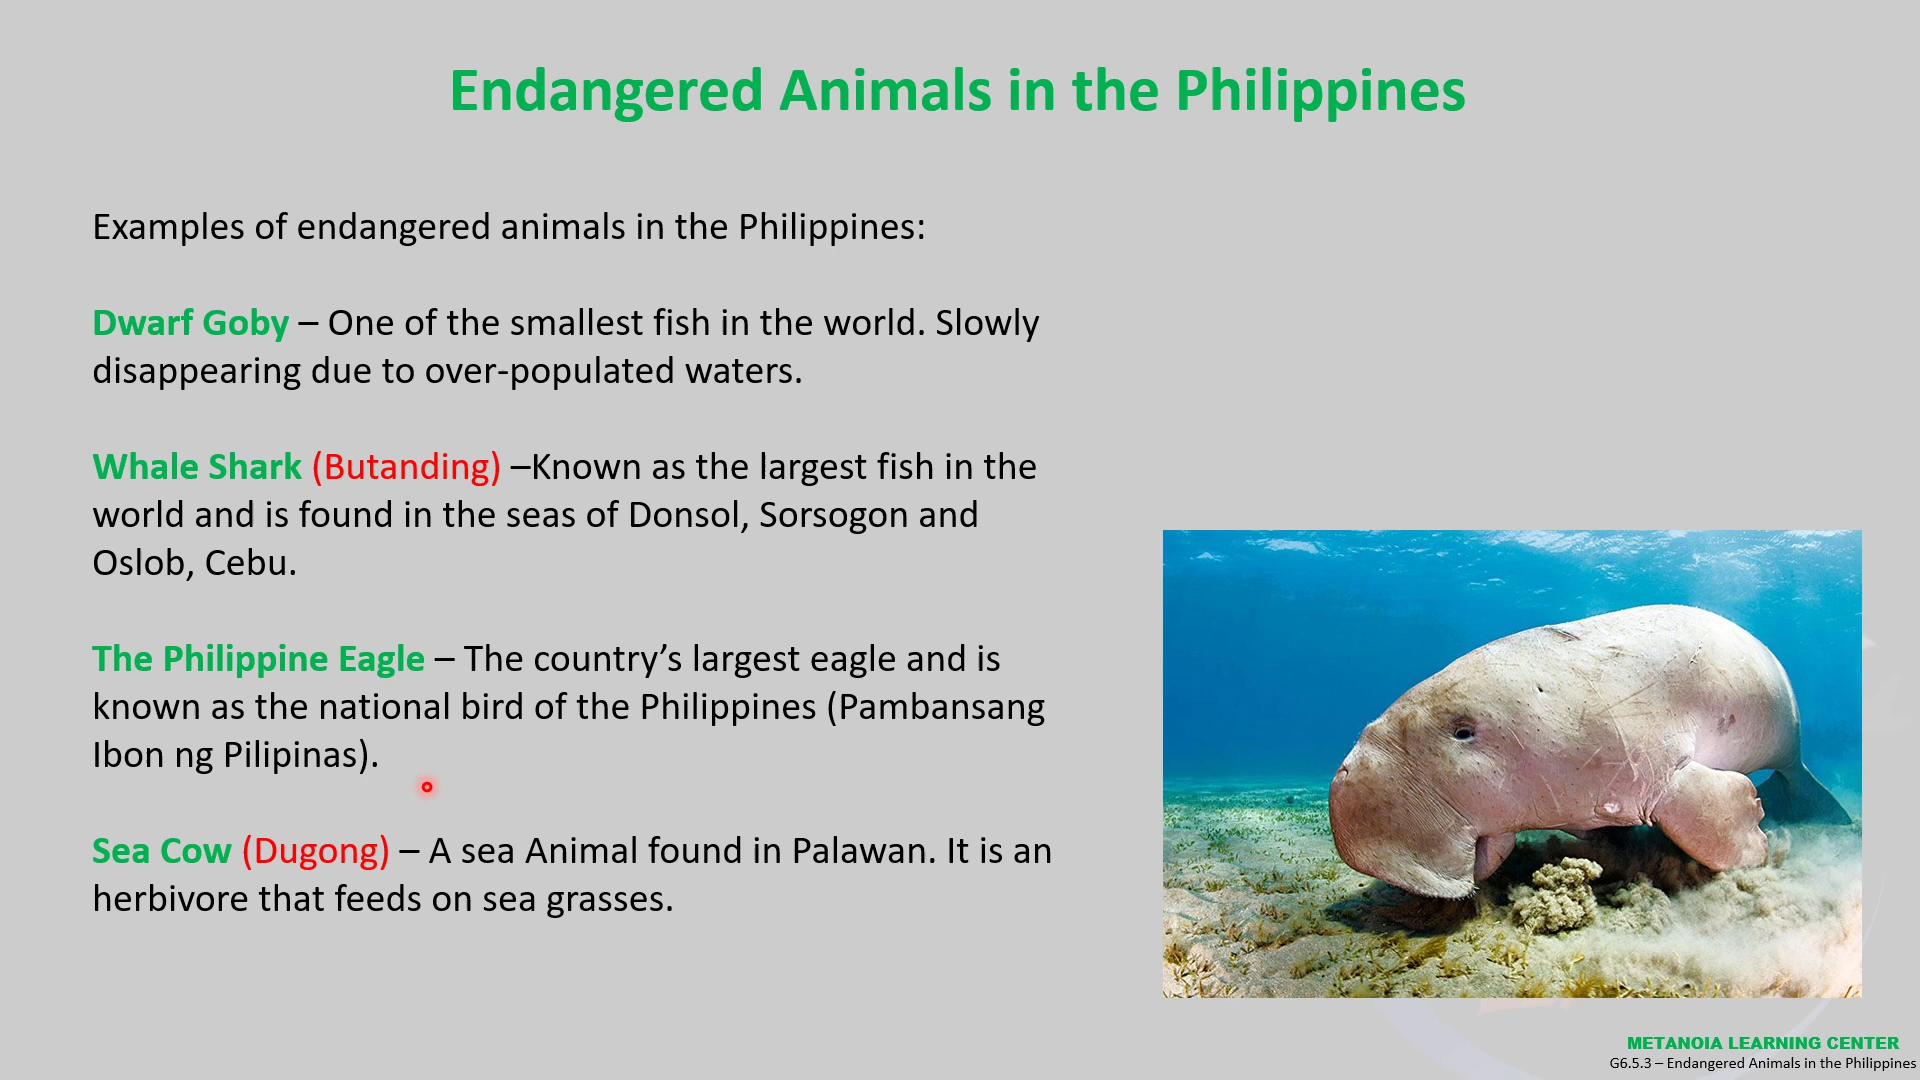 Endangered Animals in the Philippines
Examples of endangered animals in the Philippines:
Dwarf Goby – One of the smallest fish in the world. Slowly
disappearing due to over-populated waters.
Whale Shark (Butanding) –Known as the largest fish in the
world and is found in the seas of Donsol, Sorsogon and
Oslob, Cebu.
The Philippine Eagle – The country’s largest eagle and is
known as the national bird of the Philippines (Pambansang
Ibon ng Pilipinas).
Sea Cow (Dugong) – A sea Animal found in Palawan. It is an
herbivore that feeds on sea grasses.
METANOIA LEARNING CENTER
G6.5.3 – Endangered Animals in the Philippines